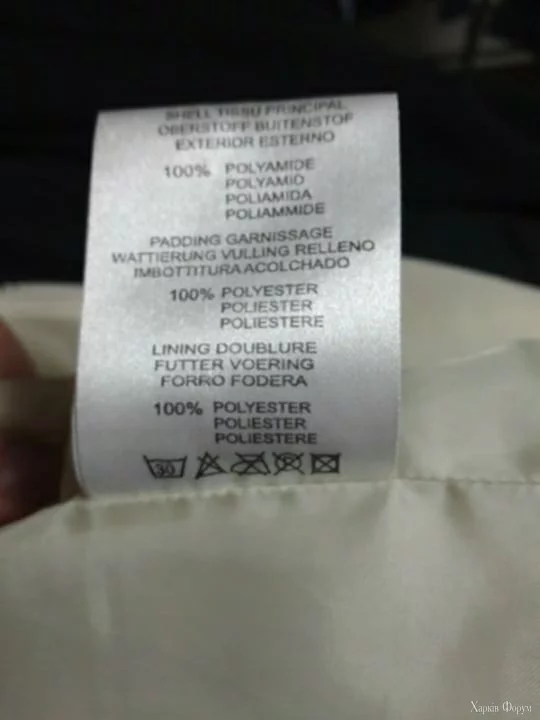 SHELL TISSU PRINCIPAL
OBERSTOFF BUITENSTOF
EXTERIOR ESTERNO
100% POLYAMIDE
POLYAMID
POLIAMIDA
POLIAMMIDE
PADDING GARNISSAGE
WATTIERUNG VULLING RELLENO
IMBOTTITURA ACOLCHADO
100% POLYESTER
POLIESTER
POLIESTERE
LINING DOUBLURE
FUTTER VOERING
FORRO FODERA
100% POLYESTER
POLIESTER
POLIESTERE
30
Харків Форум